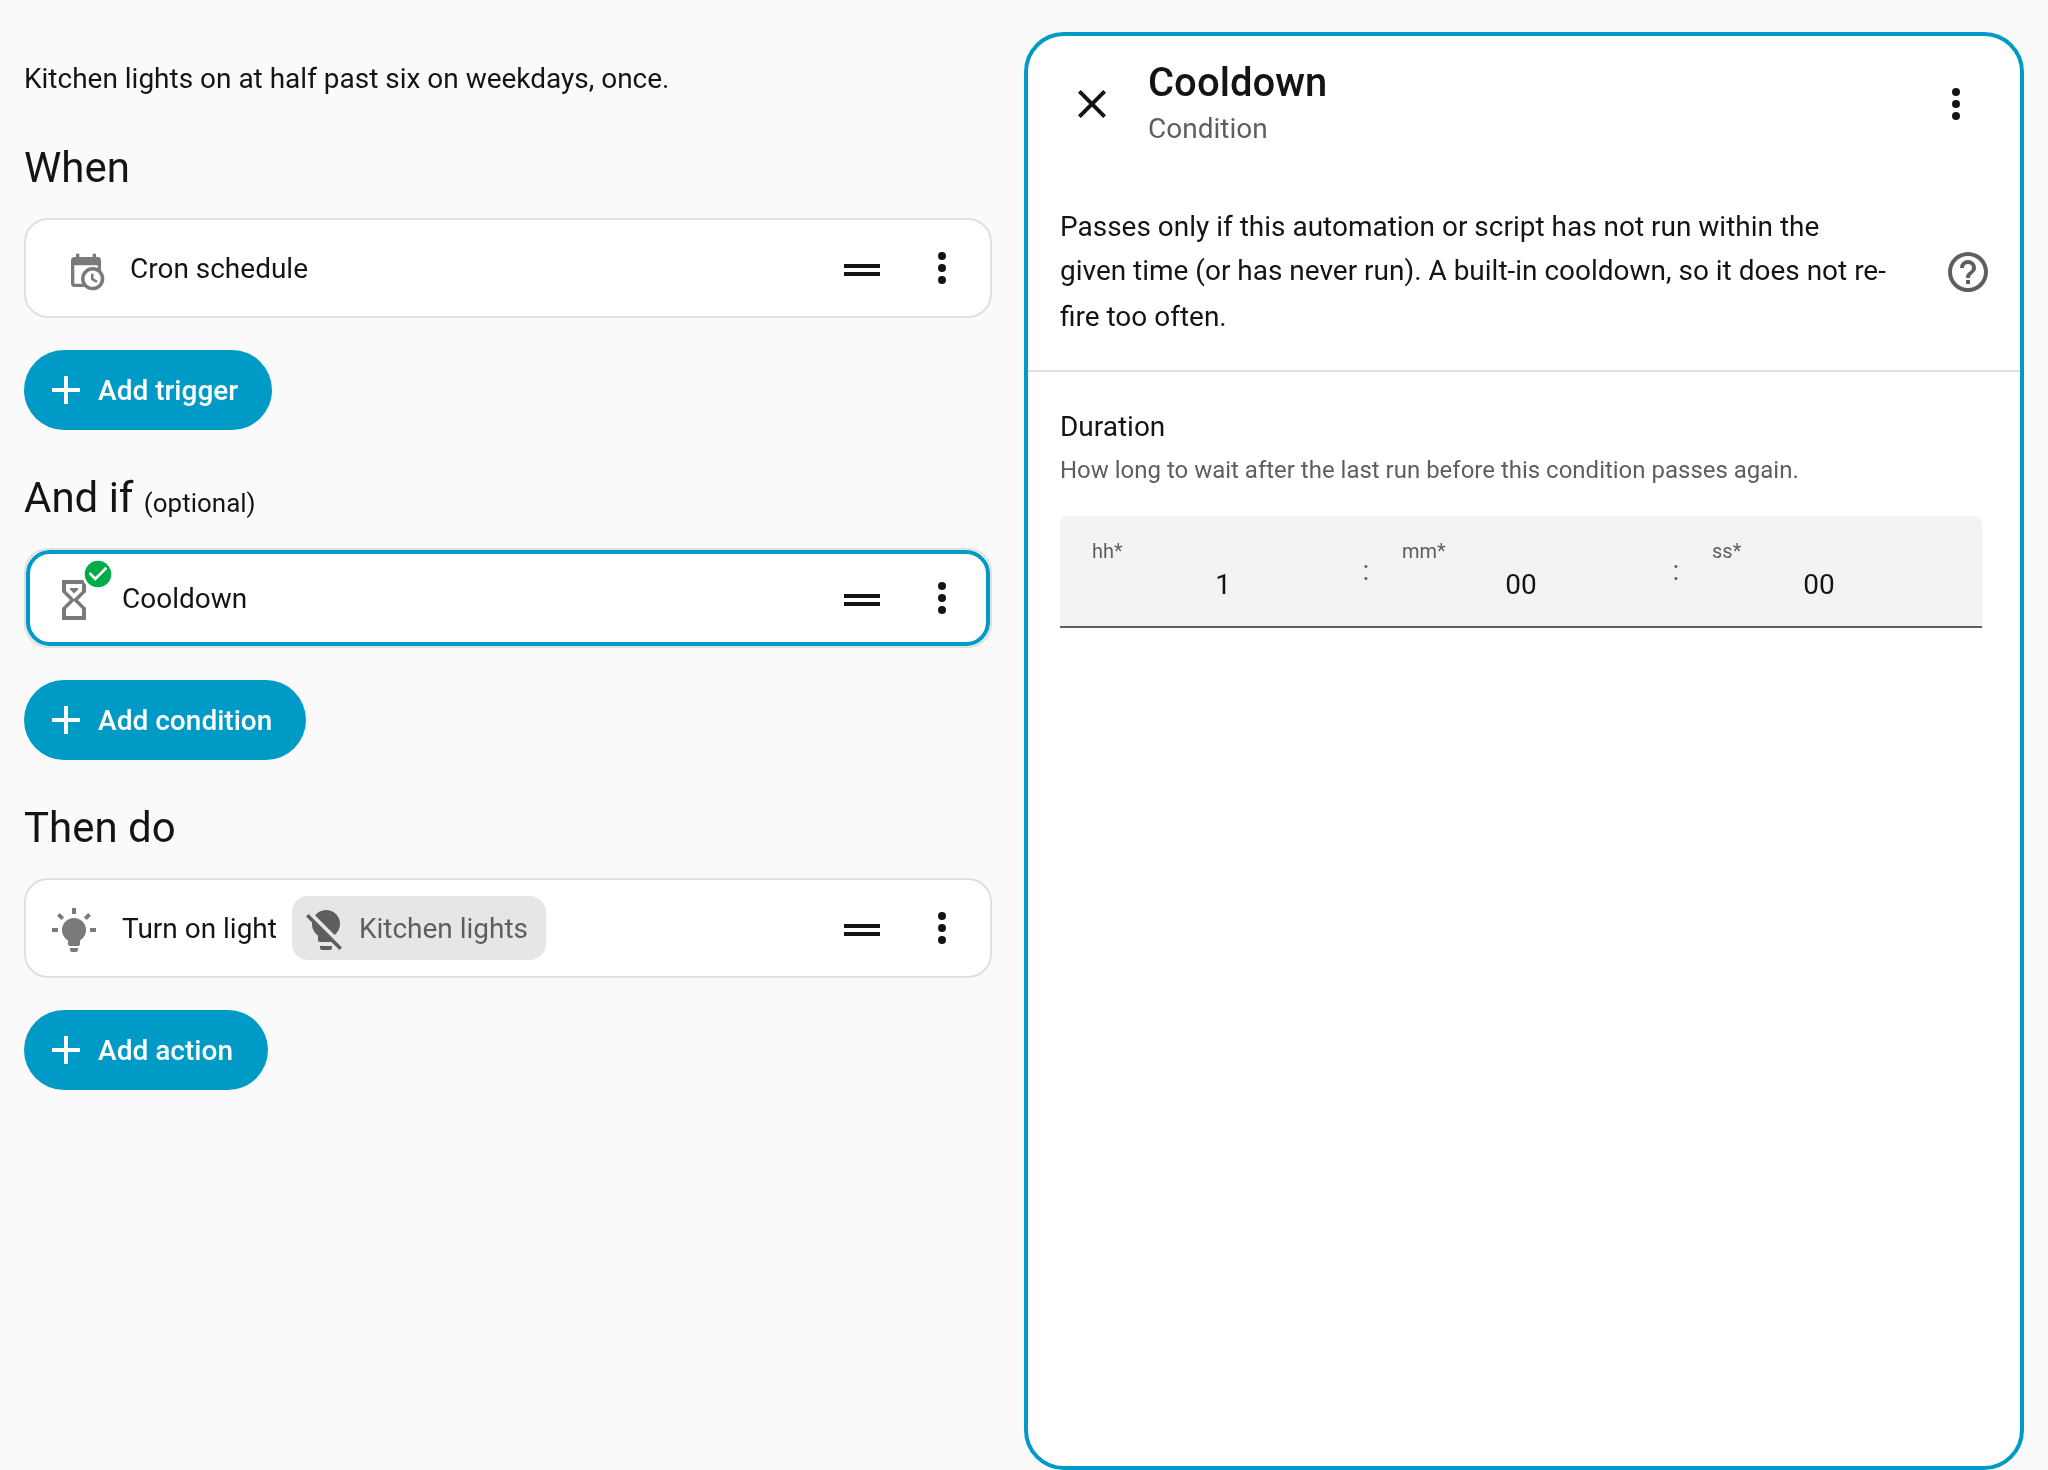 Kitchen lights on at half past six on weekdays, once.
When
Cron schedule
Add trigger
And if (optional)
Cooldown
Add condition
Then do
Turn on light Kitchen lights
Add action
Cooldown
Condition
Passes only if this automation or script has not run within the
given time (or has never run). A built-in cooldown, so it does not re-
fire too often.
Duration
How long to wait after the last run before this condition passes again.
hh* mm* ss*
1 : 00 : 00